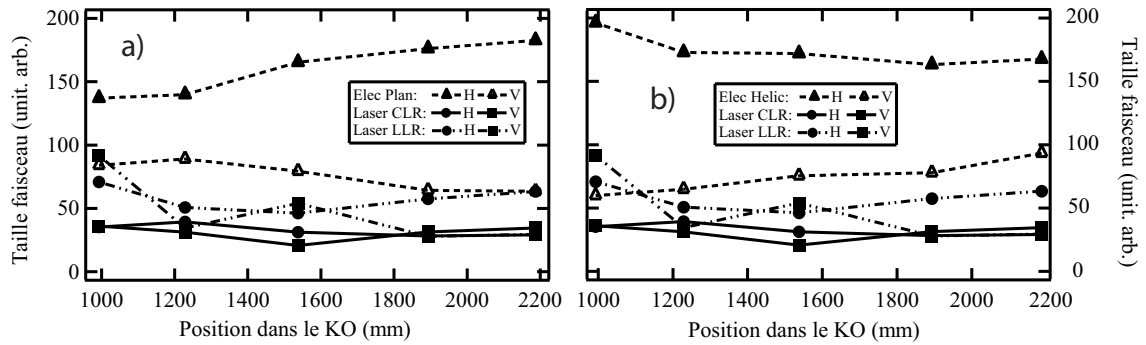 a)
200
150
100
50
0
Taille faisceau (unit. arb.)
Elec Plan: H V
Laser CLR: H V
Laser LLR: H V
1000 1200 1400 1600 1800 2000 2200
Position dans le KO (mm)
b)
Elec Helic: H V
Laser CLR: H V
Laser LLR: H V
1000 1200 1400 1600 1800 2000 2200
Position dans le KO (mm)
200
150
100
50
0
Taille faisceau (unit. arb.)